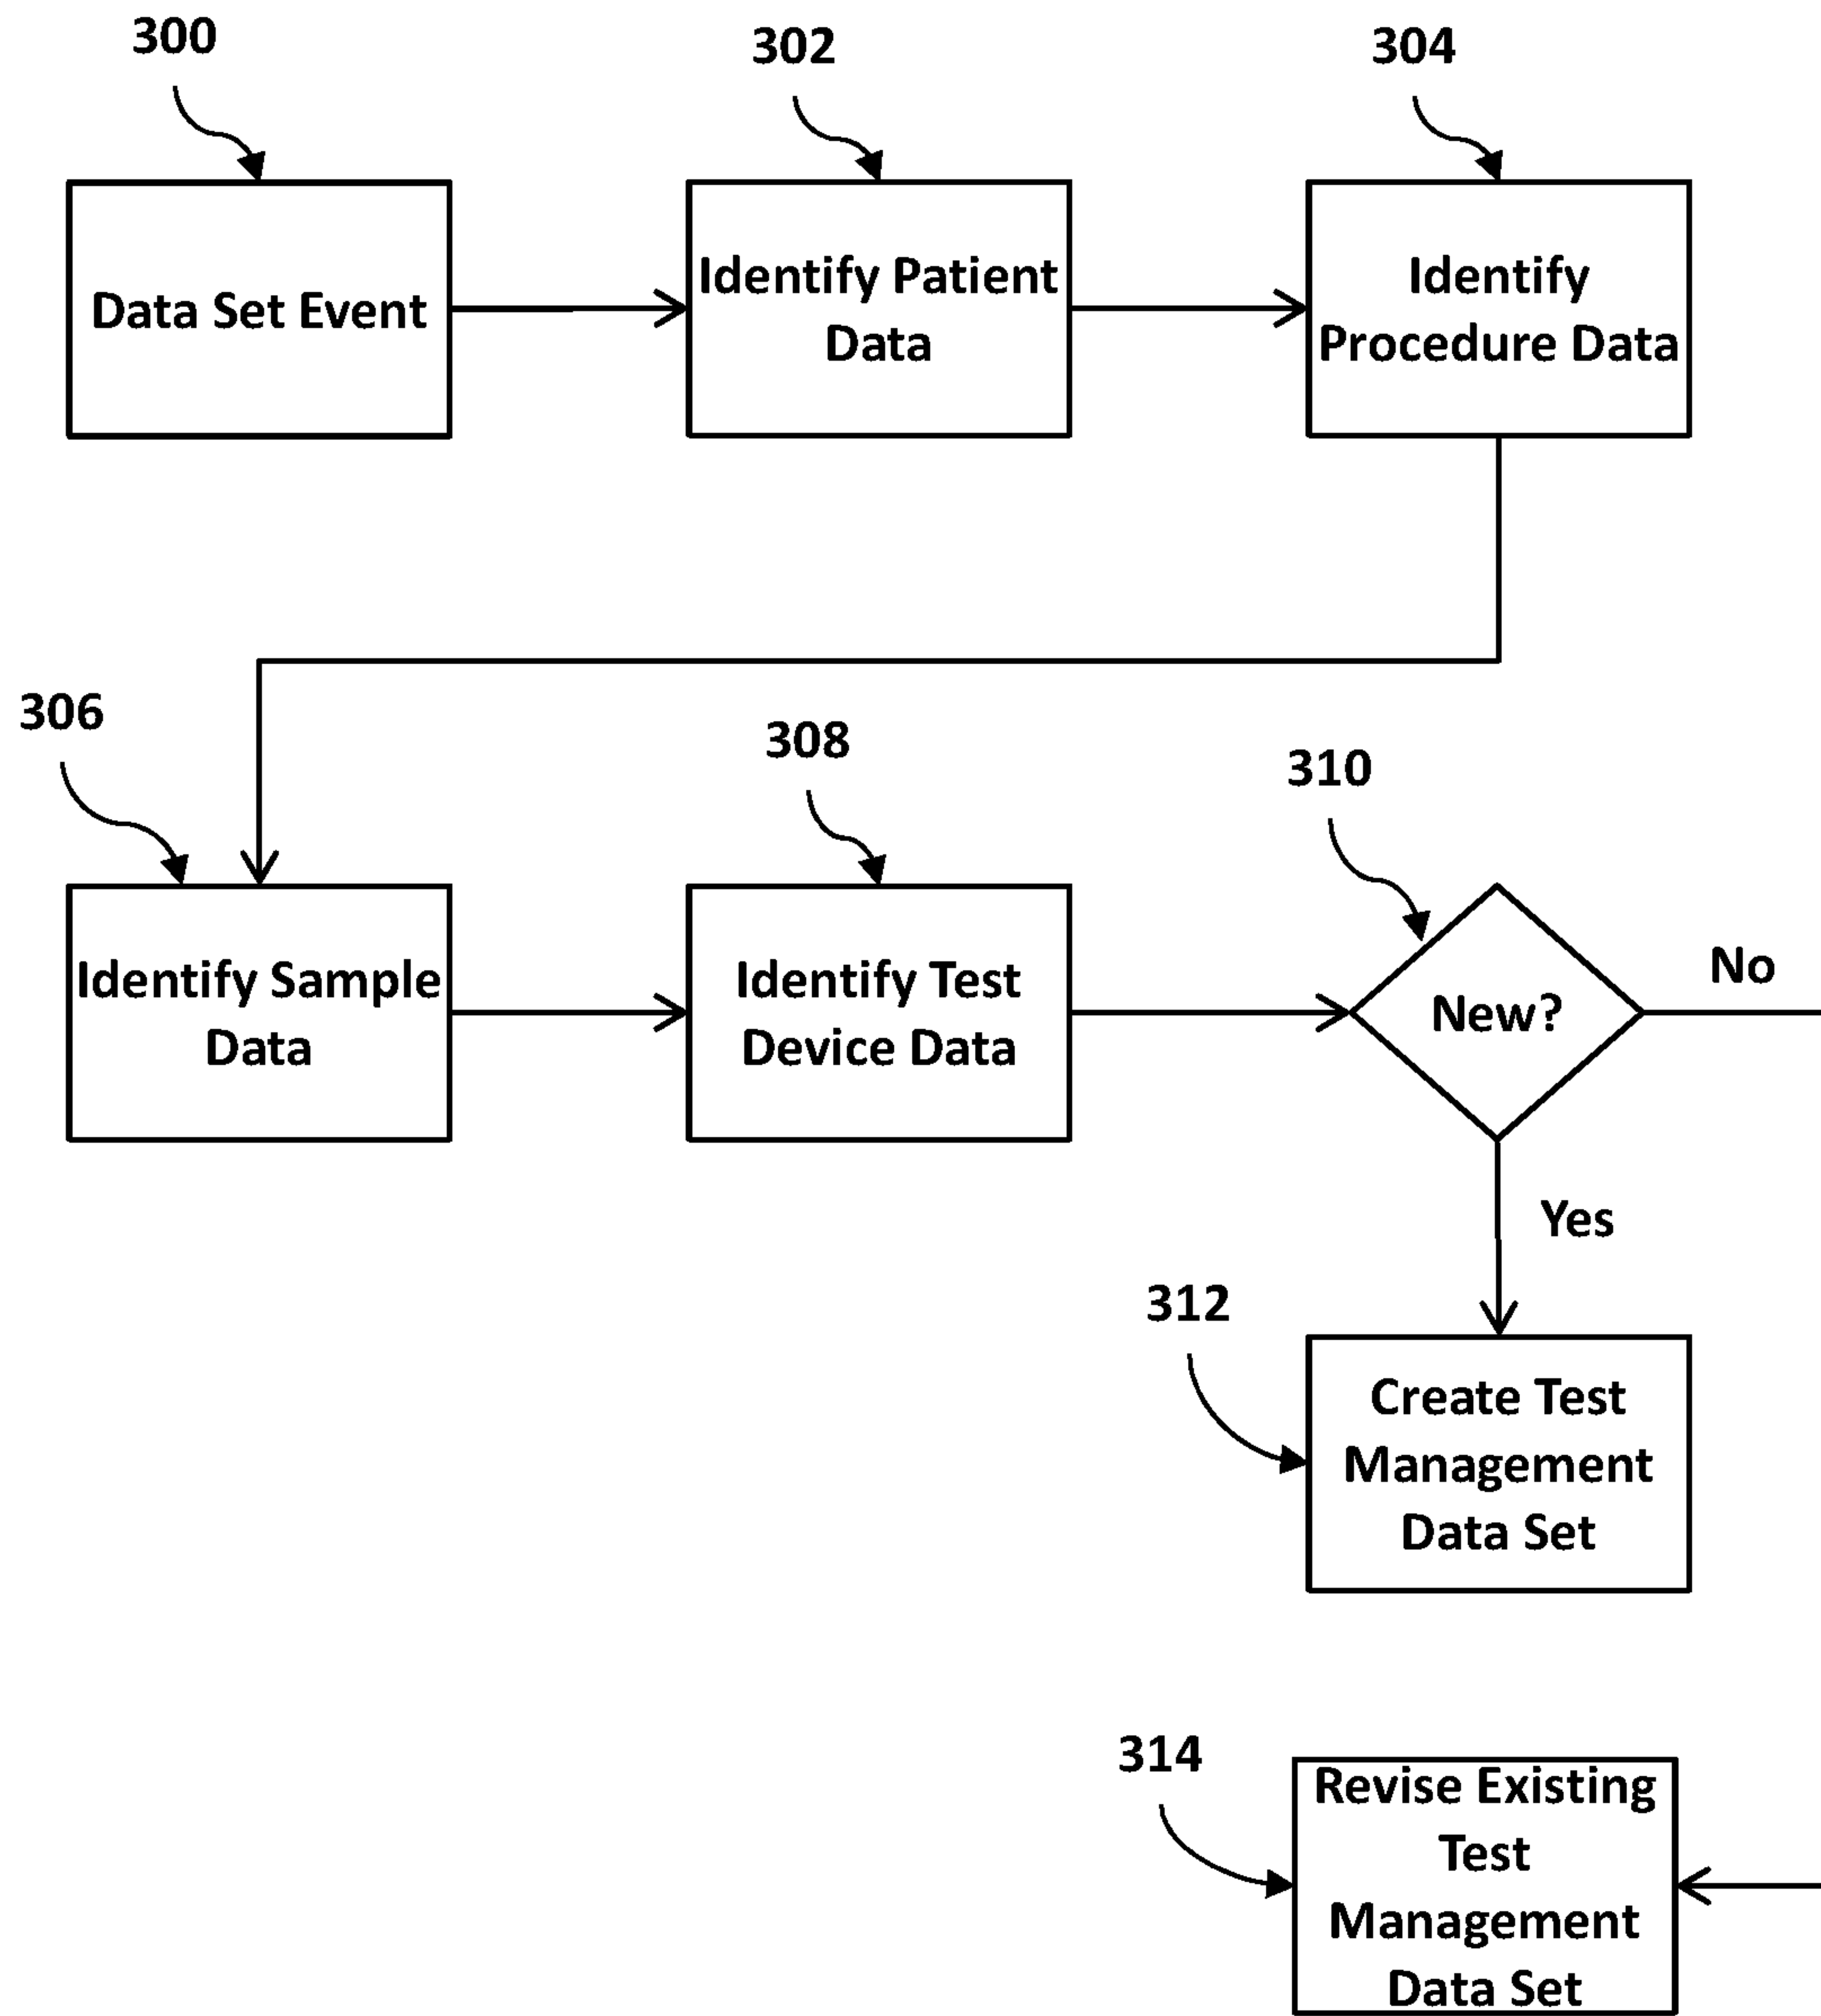 300
302
304
Data Set Event
Identify Patient
Data
Identify
Procedure Data
306
308
310
Identify Sample
Data
Identify Test
Device Data
New?
No
Yes
312
Create Test
Management
Data Set
314
Revise Existing
Test
Management
Data Set